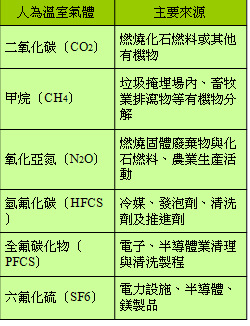 人為溫室氣體
主要來源
二氧化碳（CO2）
燃燒化石燃料或其他
有機物
甲烷（CH4）
垃圾掩埋場內、畜牧
業排瀉物等有機物分
解
氧化亞氮（N2O）
燃燒固體廢棄物與化
石燃料、農業生產活
動
氫氟碳化（HFCS
）
冷媒、發泡劑、清洗
劑及推進劑
全氟碳化物（
PFCS）
電子、半導體業清理
與清洗製程
六氟化硫（SF6）
電力設施、半導體、
鎂製品